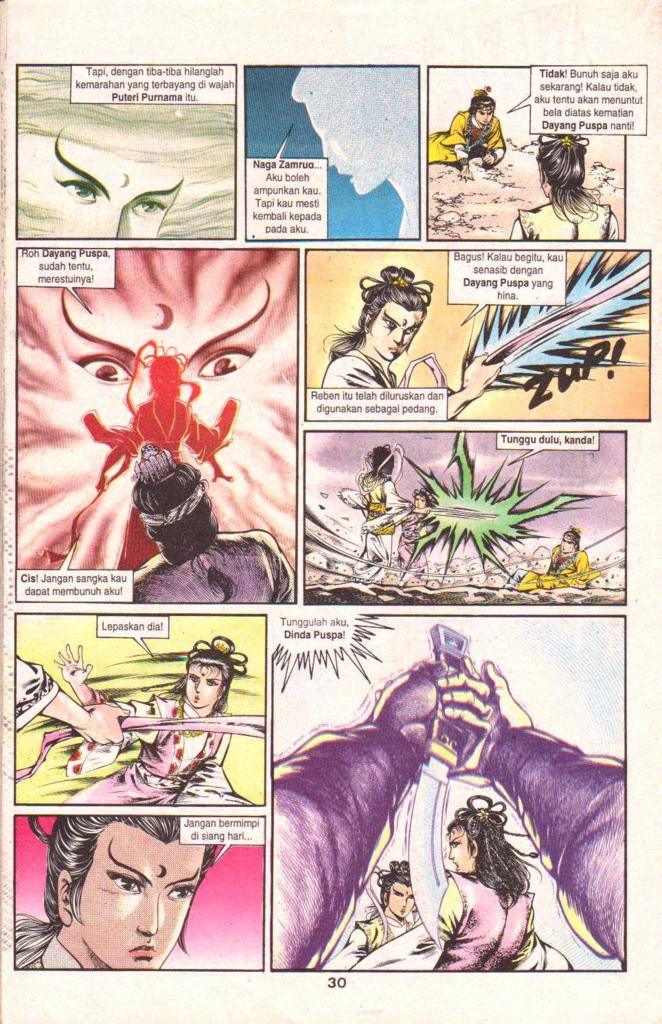 Tapi, dengan tiba-tiba hilanglah
kemarahan yang terbayang di wajah
Puteri Purnama itu.
Naga Zamruo...
Aku boleh
ampunkan kau.
Tapi kau mesti
kembali kepada
pada aku.
Tidak! Bunuh saja aku
sekarang! Kalau tidak,
aku tentu akan menuntut
bela diatas kematian
Dayang Puspa nanti!
Roh Dayang Puspa,
sudah tentu,
merestuinya!
Cis! Jangan sangka kau
dapat membunuh aku!
Bagus! Kalau begitu, kau
senasib dengan
Dayang Puspa yang
hina.
Reben itu telah diluruskan dan
digunakan sebagai pedang.
ZUP!
Tunggu dulu, kanda!
Lepaskan dia!
Jangan bermimpi
di siang hari...
Tunggulah aku,
Dinda Puspa!
30